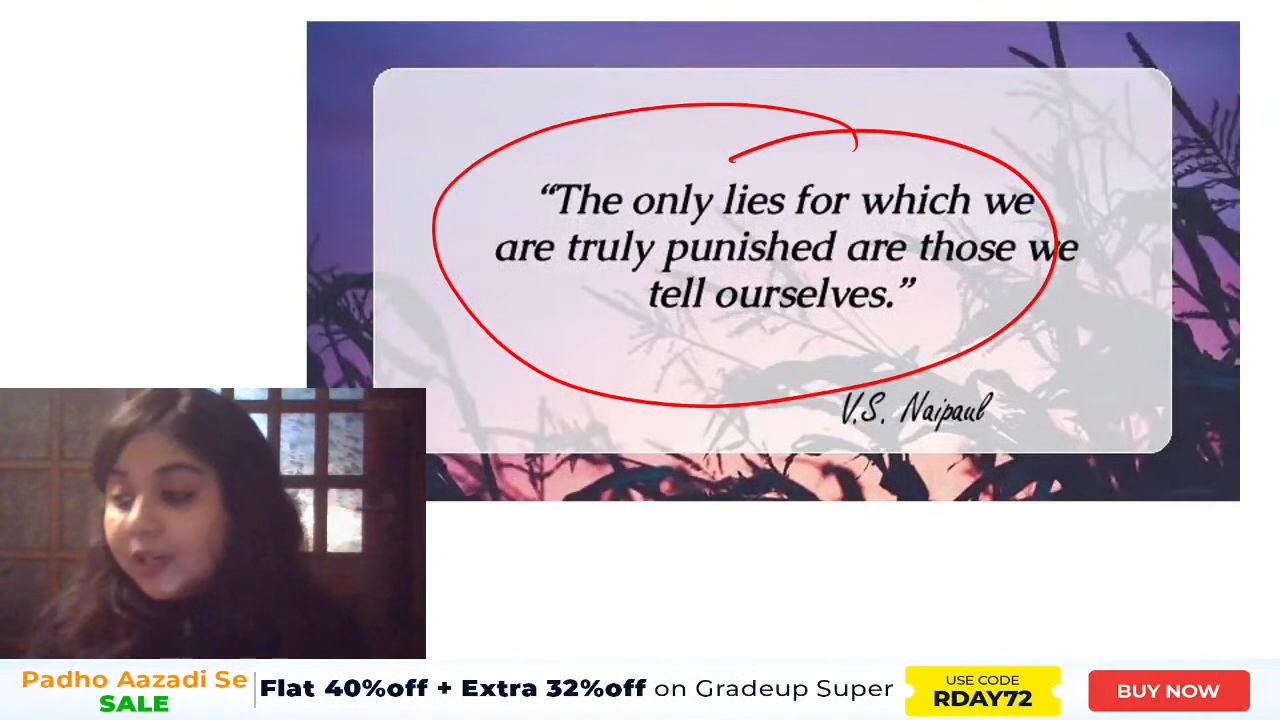 “The only lies for which we
are truly punished are those we
tell ourselves.”
V.S. Naipaul
Padho Aazadi Se
SALE
Flat 40%off + Extra 32%off on Gradeup Super
USE CODE
RDAY72
BUY NOW